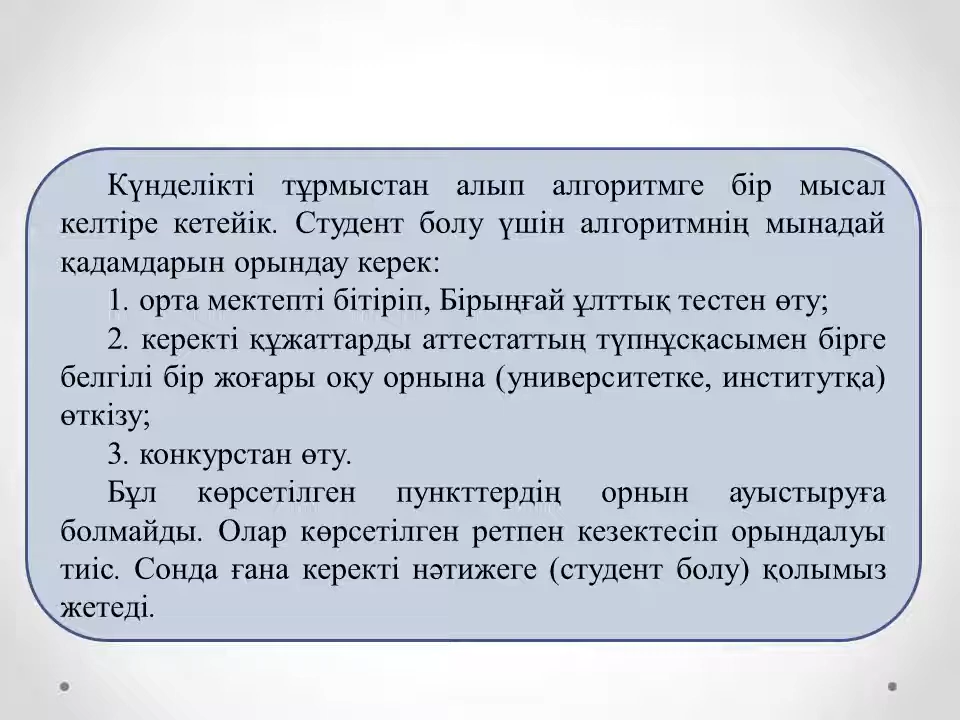 Күнделікті тұрмыстан алып алгоритмге бір мысал
келтіре кетейік. Студент болу үшін алгоритмнің мынадай
қадамдарын орындау керек:
1. орта мектепті бітіріп, Бірыңғай ұлттық тестен өту;
2. керекті құжаттарды аттестаттың түпнұсқасымен бірге
белгілі бір жоғары оқу орнына (университетке, институтқа)
өткізу;
3. конкурстан өту.
Бұл көрсетілген пункттердің орнын ауыстыруға
болмайды. Олар көрсетілген ретпен кезектесіп орындалуы
тиіс. Сонда ғана керекті нәтижеге (студент болу) қолымыз
жетеді.